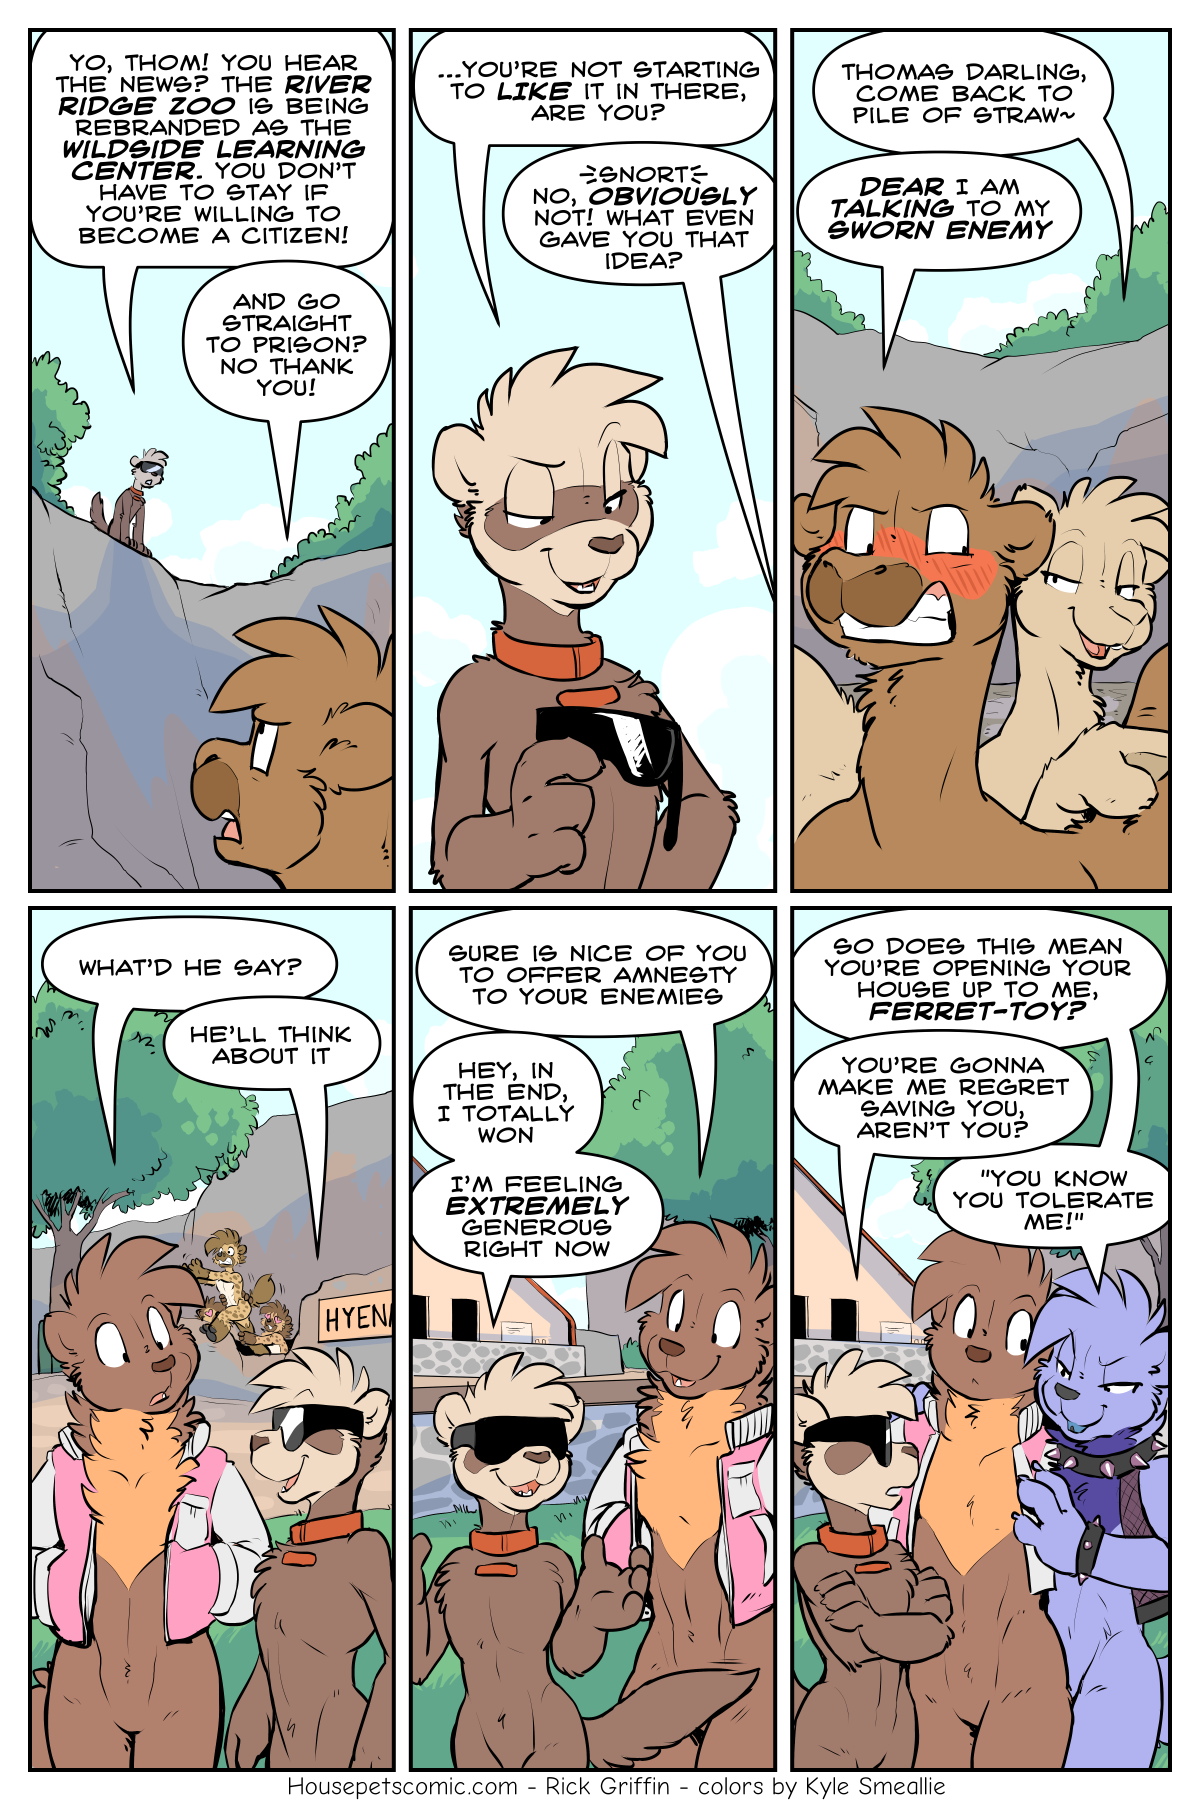 YO, THOM! YOU HEAR
THE NEWS? THE RIVER
RIDGE ZOO IS BEING
REBRANDED AS THE
WILDSIDE LEARNING
CENTER. YOU DON'T
HAVE TO STAY IF
YOU'RE WILLING TO
BECOME A CITIZEN!
AND GO
STRAIGHT
TO PRISON?
NO THANK
YOU!
...YOU'RE NOT STARTING
TO LIKE IT IN THERE,
ARE YOU?
SNORT
NO, OBVIOUSLY
NOT! WHAT EVEN
GAVE YOU THAT
IDEA?
THOMAS DARLING,
COME BACK TO
PILE OF STRAW~
DEAR I AM
TALKING TO MY
SWORN ENEMY
WHAT'D HE SAY?
HE'LL THINK
ABOUT IT
HYENA
SURE IS NICE OF YOU
TO OFFER AMNESTY
TO YOUR ENEMIES
HEY, IN
THE END,
I TOTALLY
WON
I'M FEELING
EXTREMELY
GENEROUS
RIGHT NOW
SO DOES THIS MEAN
YOU'RE OPENING YOUR
HOUSE UP TO ME,
FERRET-TOY?
YOU'RE GONNA
MAKE ME REGRET
SAVING YOU,
AREN'T YOU?
"YOU KNOW
YOU TOLERATE
ME!"
Housepetscomic.com - Rick Griffin - colors by Kyle Smeallie